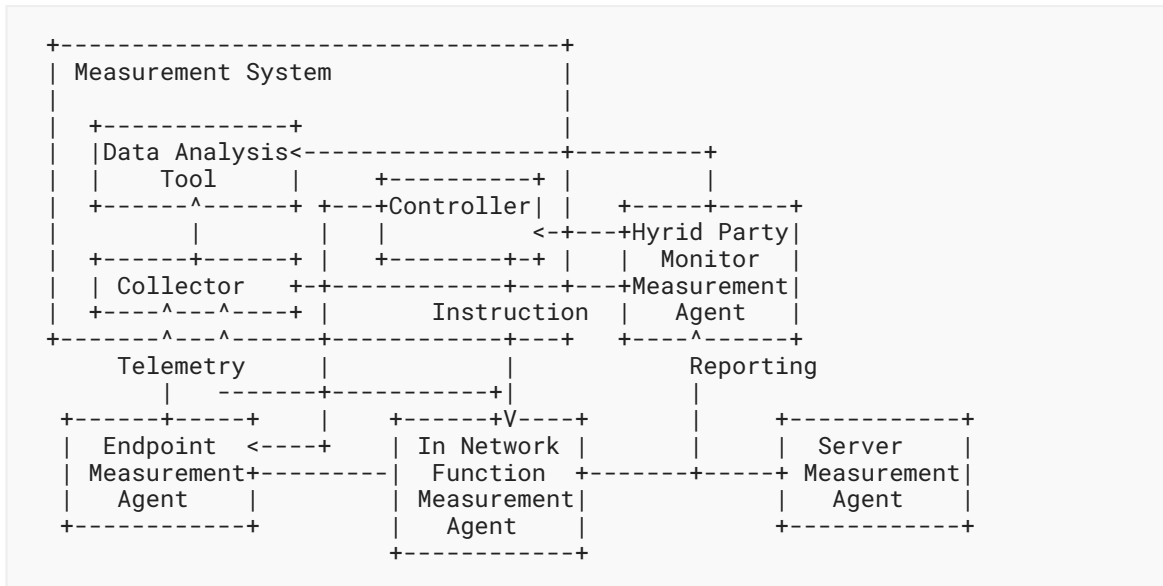 +-----------------------------------+
| Measurement System                |
|                                   |
|  +-------------+                  |
|  |Data Analysis<------------------+---------+
|  |    Tool     |     +----------+ |         |
|  +------^------+ +---+Controller| |   +-----+-----+
|         |        |   |          <-+---+Hyrid Party|
|  +------+------+ |   +--------+-+ |   |  Monitor  |
|  | Collector   +-+------------+---+---+Measurement|
|  +----^---^----+ |       Instruction  |   Agent   |
+-------^---^------+------------+---+   +----^------+
     Telemetry     |            |            Reporting
        |   -------+-----------+|            |
 +------+-----+    |    +------+V----+       |     +------------+
 |  Endpoint  <----+    | In Network |       |     |  Server    |
 | Measurement+---------|  Function  +-------+-----+ Measurement|
 |   Agent    |         | Measurement|             |   Agent    |
 +------------+         |   Agent    |             +------------+
                        +------------+